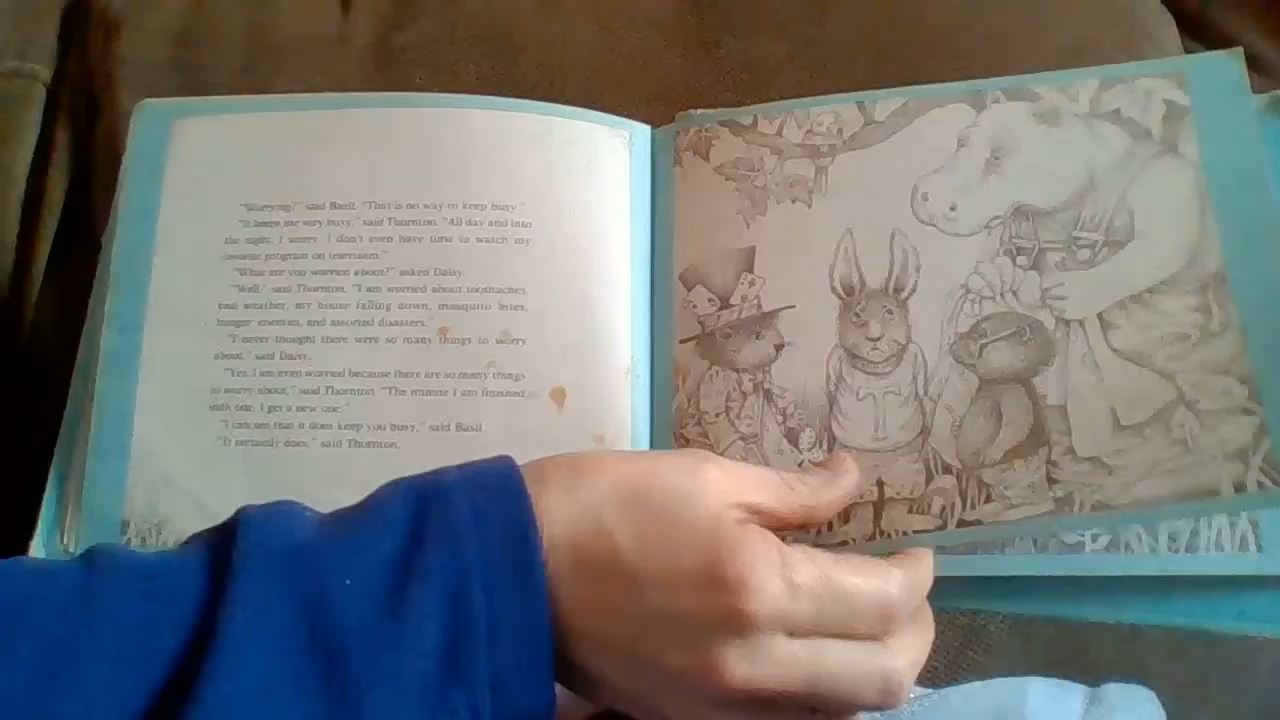 "Worrying?" said Basil. "That is no way to keep busy."
"It keeps me very busy," said Thornton. "All day and into
the night, I worry. I don't even have time to watch my
favorite program on television."
"What are you worried about?" asked Daisy.
"Well," said Thornton, "I am worried about toothaches,
bad weather, my house falling down, mosquito bites,
hunger, enemies, and assorted disasters."
"I never thought there were so many things to worry
about," said Daisy.
"Yes. I am even worried because there are so many things
to worry about," said Thornton. "The minute I am finished
with one, I get a new one."
"I can see that it does keep you busy," said Basil.
"It certainly does," said Thornton.